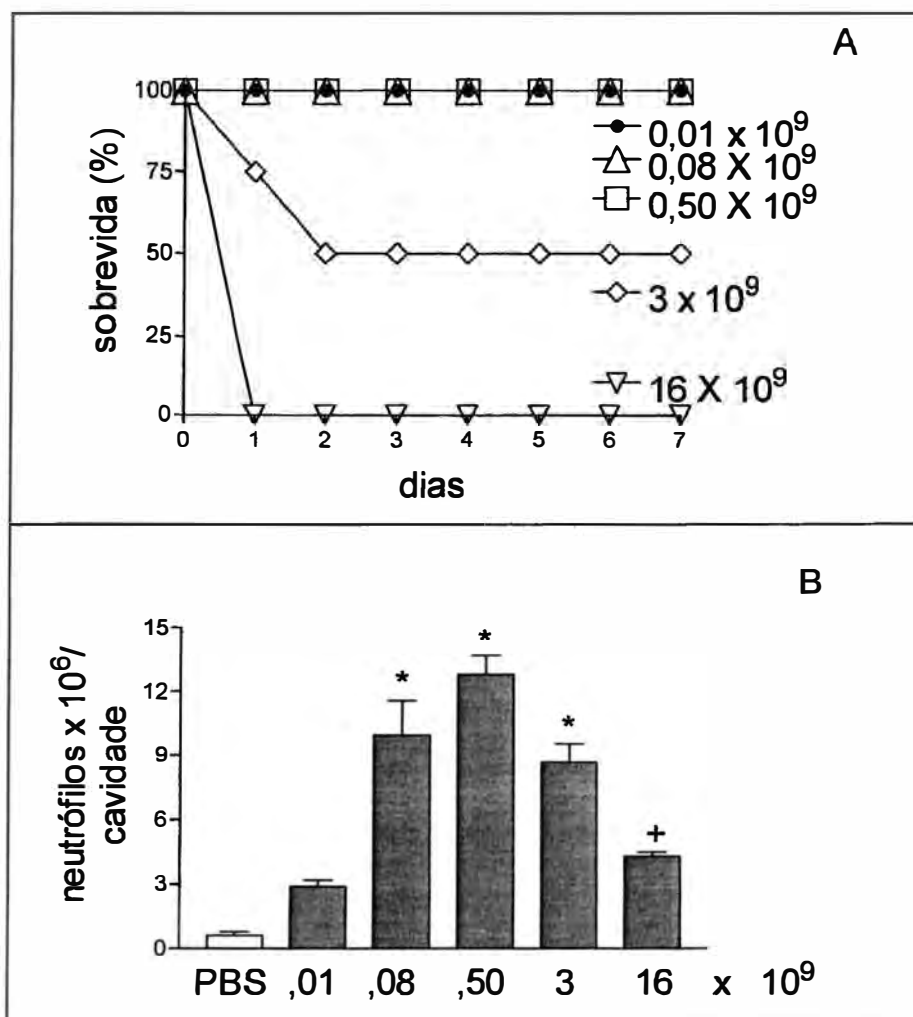 A
100
75
50
25
0
sobrevida (%)
0,01 x 10⁹
0,08 X 10⁹
0,50 X 10⁹
3 x 10⁹
16 X 10⁹
0 1 2 3 4 5 6 7
dias
B
15
12
9
6
3
0
neutrófilos x 10⁶/
cavidade
* * * +
PBS ,01 ,08 ,50 3 16 x 10⁹